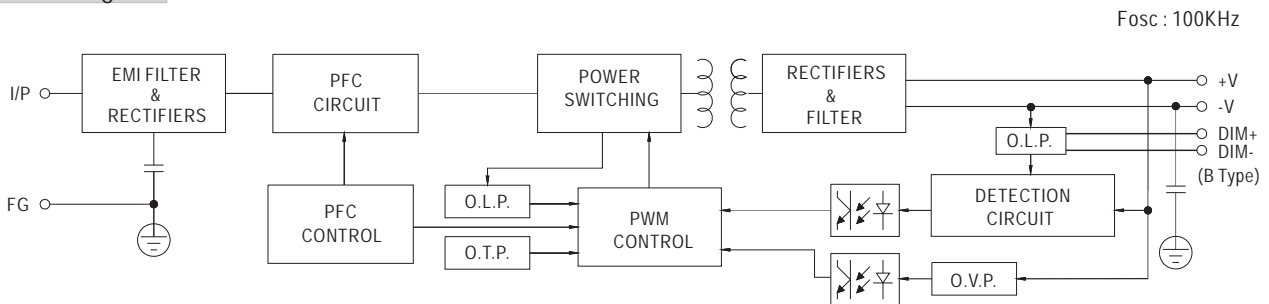 Fosc : 100KHz
I/P
EMI FILTER
&
RECTIFIERS
PFC
CIRCUIT
POWER
SWITCHING
RECTIFIERS
&
FILTER
+V
-V
DIM+
DIM-
(B Type)
O.L.P.
FG
PFC
CONTROL
O.L.P.
O.T.P.
PWM
CONTROL
DETECTION
CIRCUIT
O.V.P.